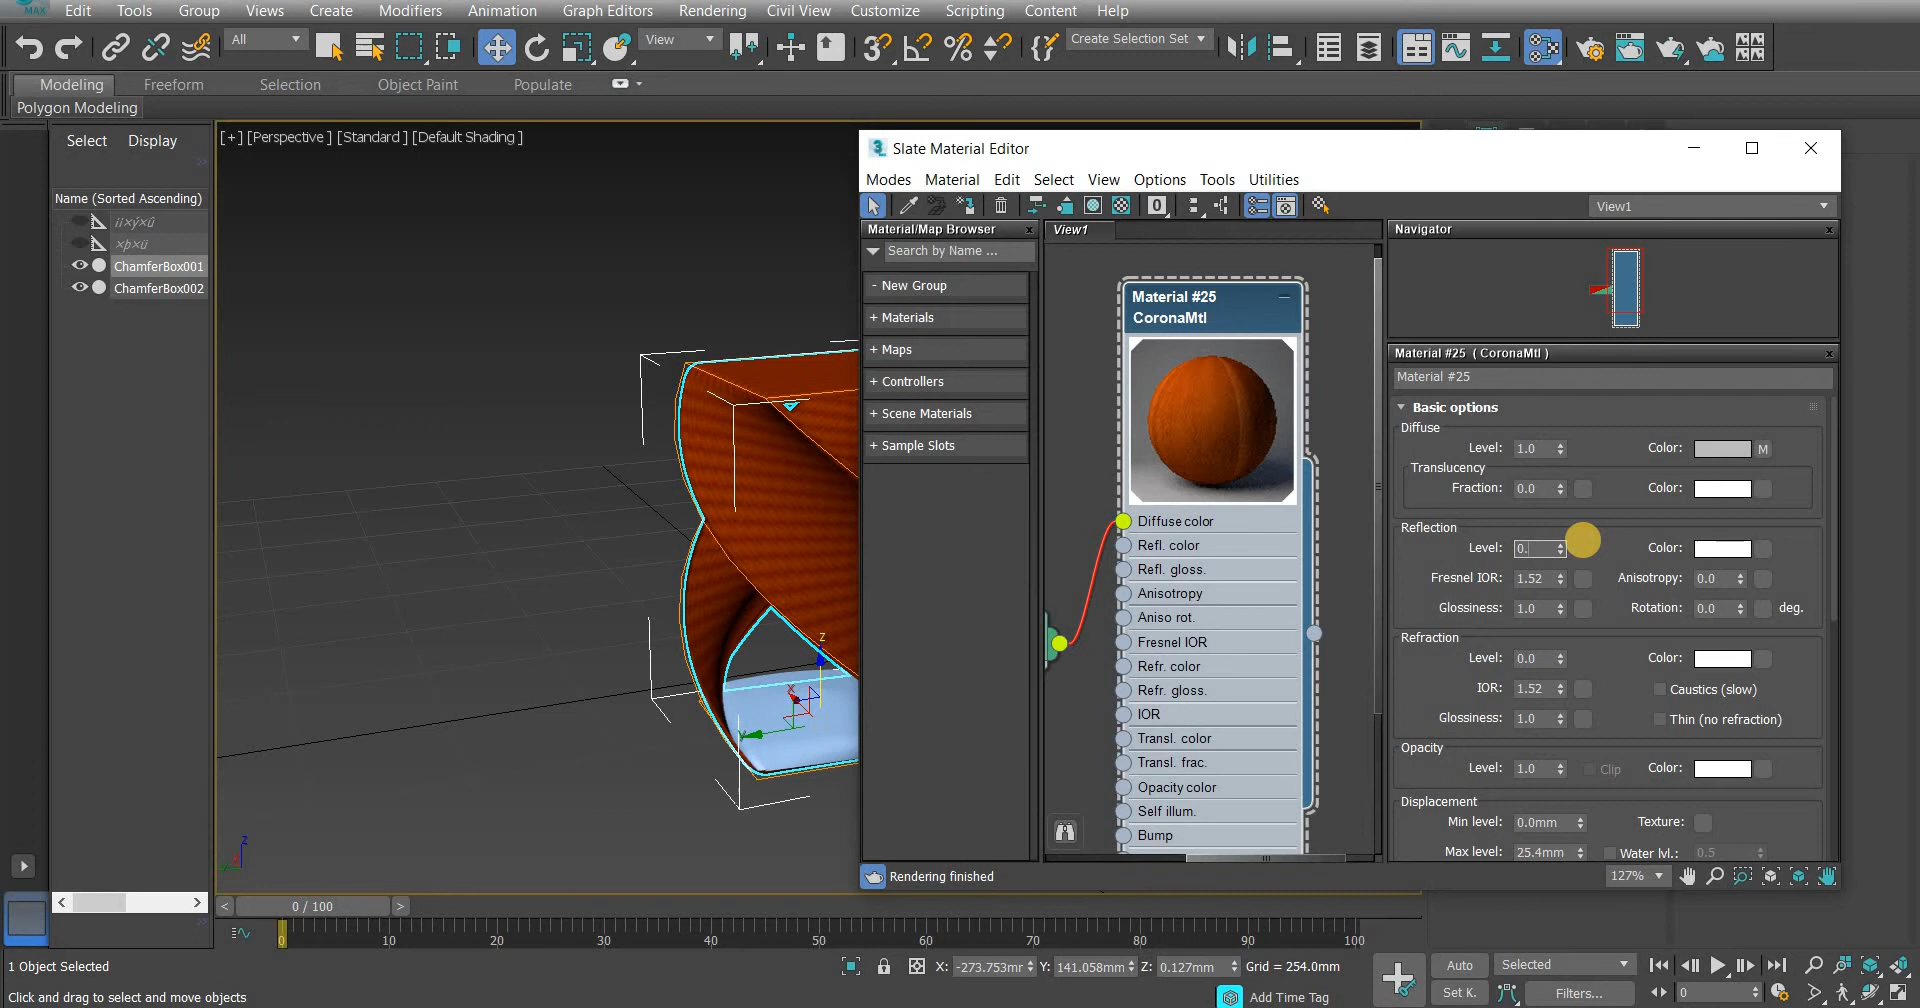 MAX Edit Tools Group Views Create Modifiers Animation Graph Editors Rendering Civil View Customize Scripting Content Help
All View Create Selection Set
Modeling Freeform Selection Object Paint Populate
Polygon Modeling
Select Display
Name (Sorted Ascending)
ìí×ý×û
×þ×ü
ChamferBox001
ChamferBox002
[+] [Perspective ] [Standard ] [Default Shading ]
z
x
y
z
Slate Material Editor
Modes Material Edit Select View Options Tools Utilities
0
View1
Material/Map Browser
Search by Name ...
- New Group
+ Materials
+ Maps
+ Controllers
+ Scene Materials
+ Sample Slots
View1
Material #25
CoronaMtl
Diffuse color
Refl. color
Refl. gloss.
Anisotropy
Aniso rot.
Fresnel IOR
Refr. color
Refr. gloss.
IOR
Transl. color
Transl. frac.
Opacity color
Self illum.
Bump
Navigator
Material #25 ( CoronaMtl )
Material #25
Basic options
Diffuse
Level: 1.0 Color: M
Translucency
Fraction: 0.0 Color:
Reflection
Level: 0. Color:
Fresnel IOR: 1.52 Anisotropy: 0.0
Glossiness: 1.0 Rotation: 0.0 deg.
Refraction
Level: 0.0 Color:
IOR: 1.52 Caustics (slow)
Glossiness: 1.0 Thin (no refraction)
Opacity
Level: 1.0 Clip Color:
Displacement
Min level: 0.0mm Texture:
Max level: 25.4mm Water lvl.: 0.5
Rendering finished
127%
< 0 / 100 >
0 10 20 30 40 50 60 70 80 90 100
1 Object Selected
X: -273.753mr Y: 141.058mm Z: 0.127mm Grid = 254.0mm
Auto Selected
Click and drag to select and move objects
Add Time Tag
Set K. Filters... 0